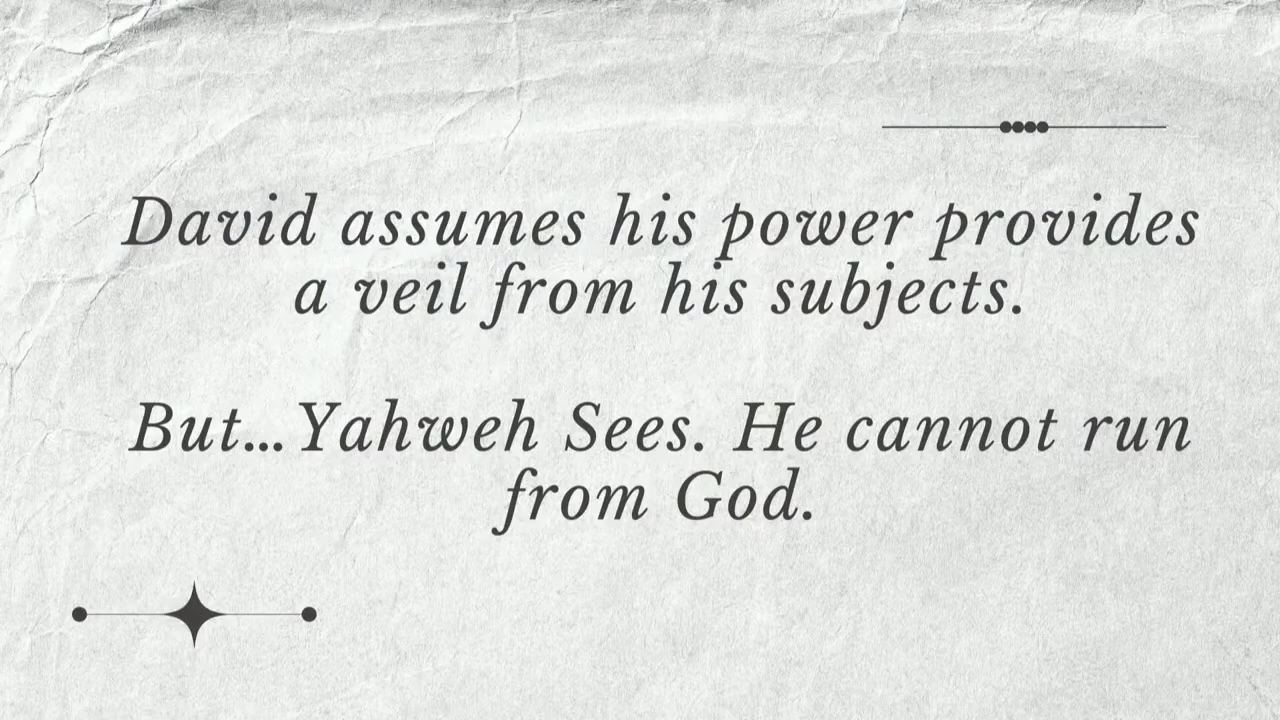 David assumes his power provides
a veil from his subjects.
But...Yahweh Sees. He cannot run
from God.